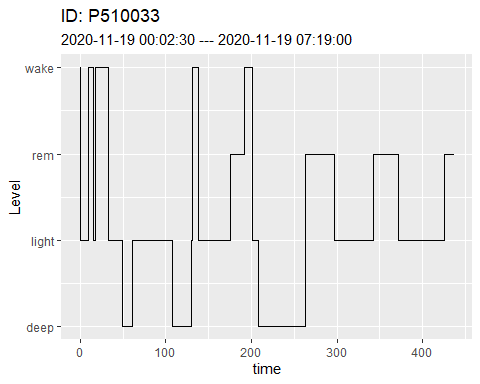 ID: P510033
2020-11-19 00:02:30 --- 2020-11-19 07:19:00
wake
rem
light
deep
Level
0 100 200 300 400
time